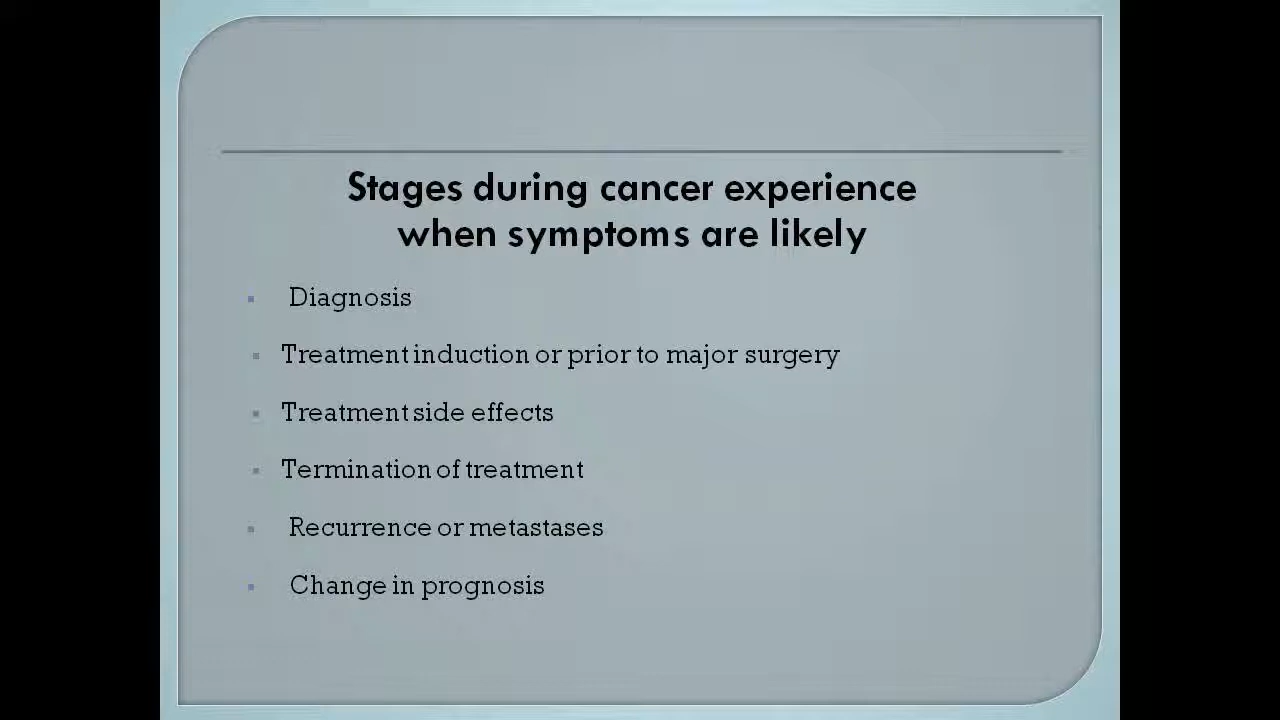 Stages during cancer experience
when symptoms are likely
Diagnosis
Treatment induction or prior to major surgery
Treatment side effects
Termination of treatment
Recurrence or metastases
Change in prognosis